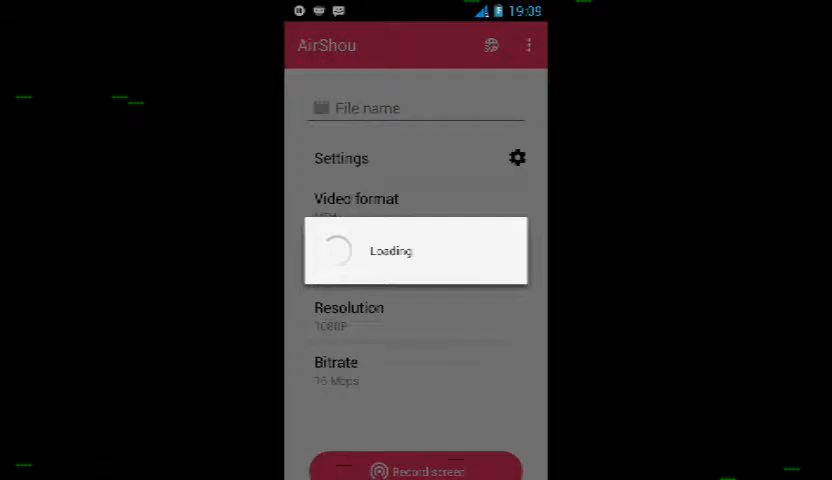 19:09
AirShou
File name
Settings
Video format
Loading
Resolution
1080P
Bitrate
16 Mbps
Record screen